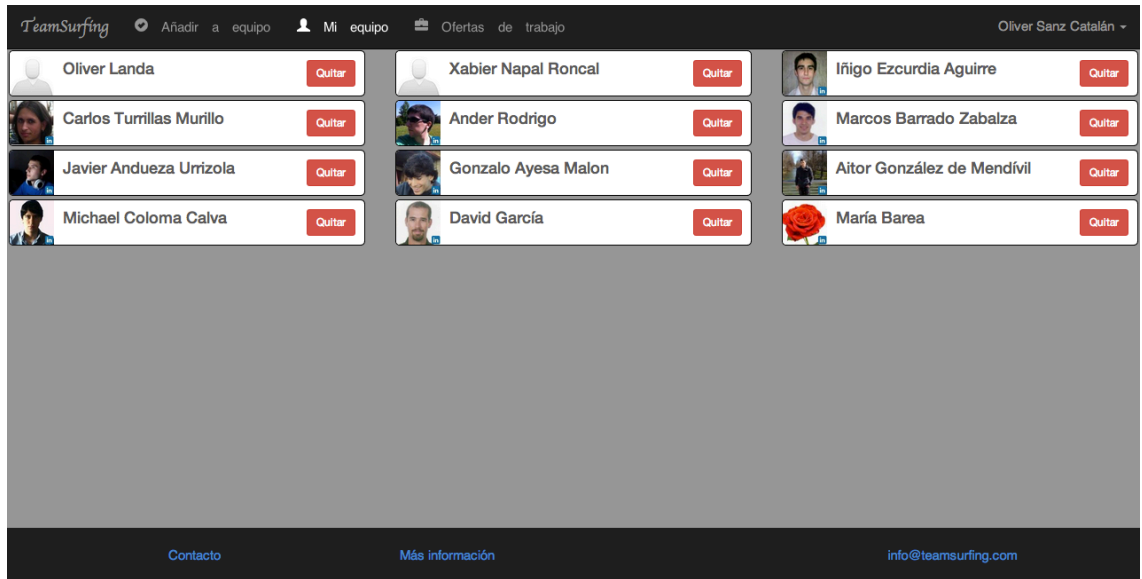 TeamSurfing Añadir a equipo Mi equipo Ofertas de trabajo Oliver Sanz Catalán
Oliver Landa Quitar Xabier Napal Roncal Quitar Iñigo Ezcurdia Aguirre Quitar
Carlos Turrillas Murillo Quitar Ander Rodrigo Quitar Marcos Barrado Zabalza Quitar
Javier Andueza Urrizola Quitar Gonzalo Ayesa Malon Quitar Aitor González de Mendívil Quitar
Michael Coloma Calva Quitar David García Quitar María Barea Quitar
Contacto Más información info@teamsurfing.com